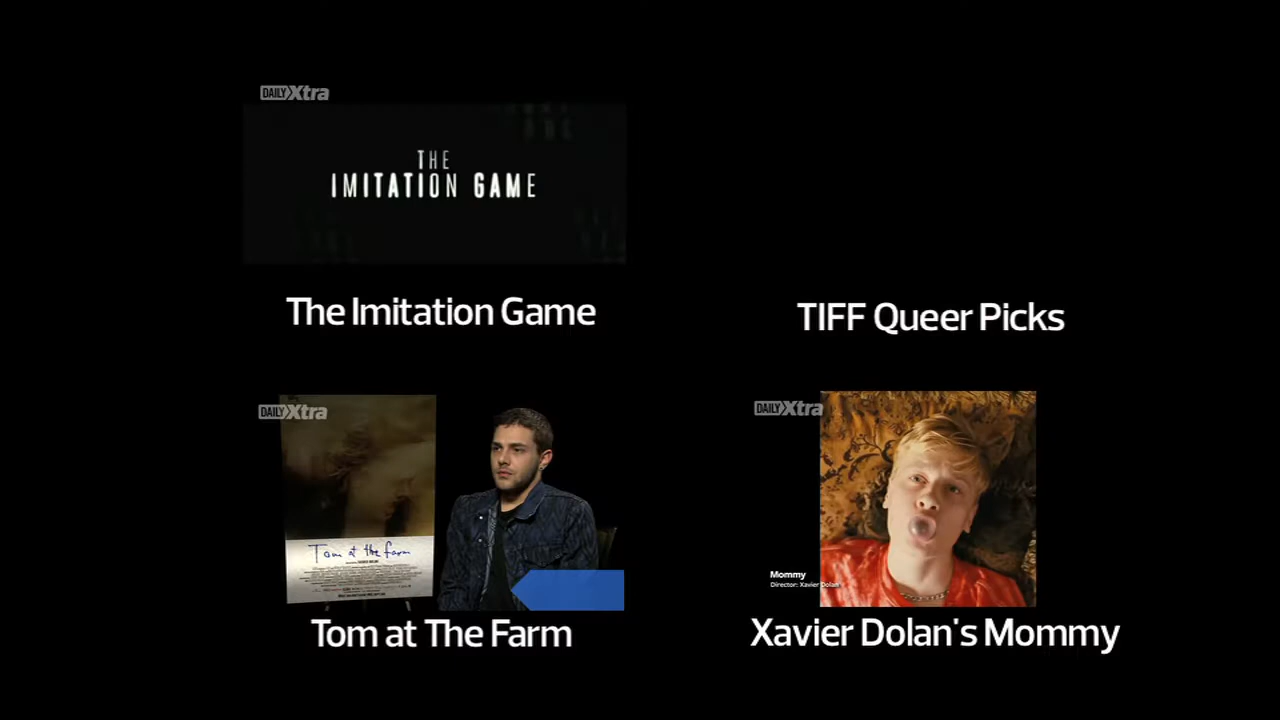 DAILY Xtra
THE
IMITATION GAME
The Imitation Game
TIFF Queer Picks
DAILY Xtra
Tom at the farm
Tom at The Farm
DAILY Xtra
Mommy
Director: Xavier Dolan
Xavier Dolan's Mommy